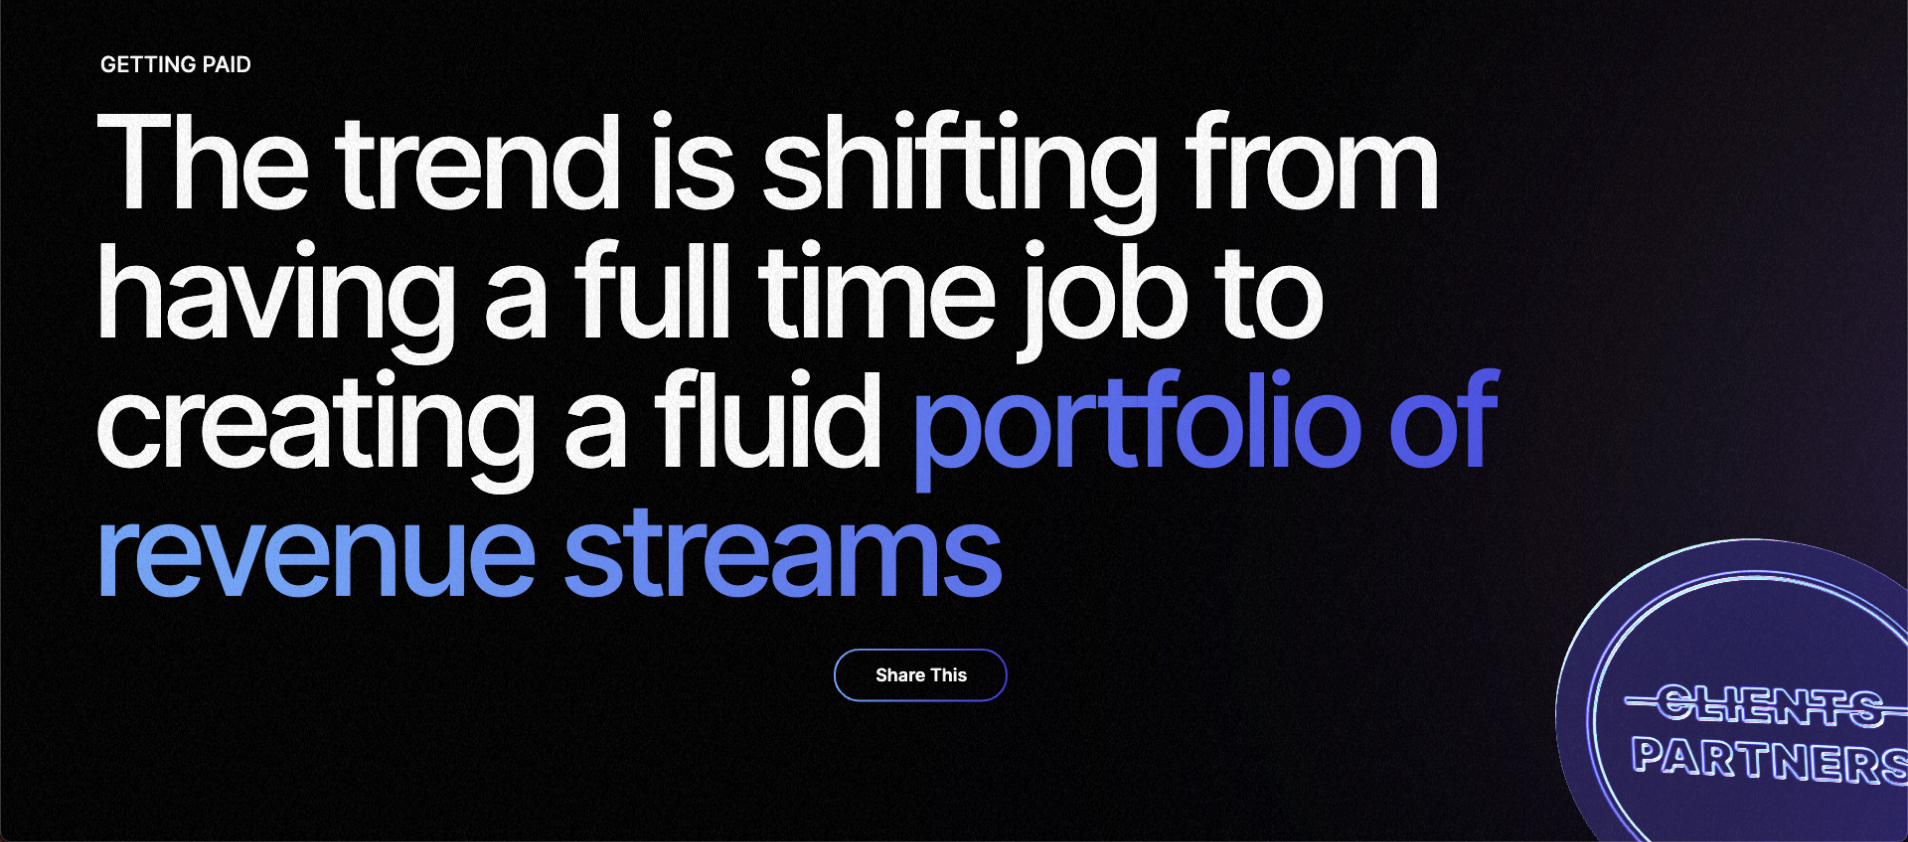 GETTING PAID
The trend is shifting from
having a full time job to
creating a fluid portfolio of
revenue streams
Share This
CLIENTS
PARTNERS